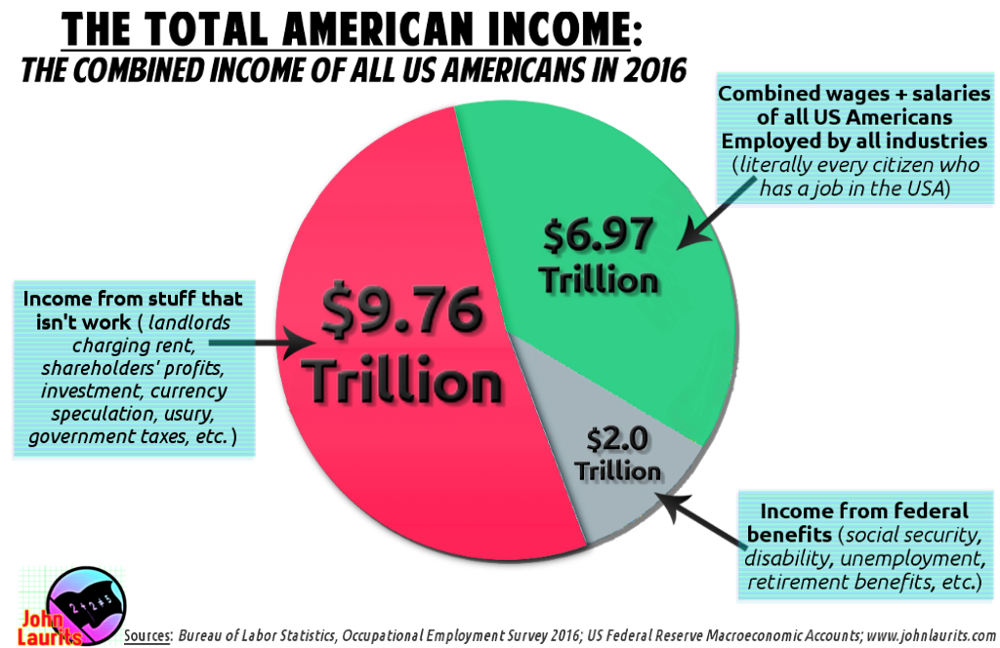 THE TOTAL AMERICAN INCOME:
THE COMBINED INCOME OF ALL US AMERICANS IN 2016
Combined wages + salaries
of all US Americans
Employed by all industries
(literally every citizen who
has a job in the USA)
$6.97
Trillion
Income from stuff that
isn't work ( landlords
charging rent,
shareholders' profits,
investment, currency
speculation, usury,
government taxes, etc. )
$9.76
Trillion
$2.0
Trillion
Income from federal
benefits (social security,
disability, unemployment,
retirement benefits, etc.)
2+2=5
John
Laurits
Sources: Bureau of Labor Statistics, Occupational Employment Survey 2016; US Federal Reserve Macroeconomic Accounts; www.johnlaurits.com